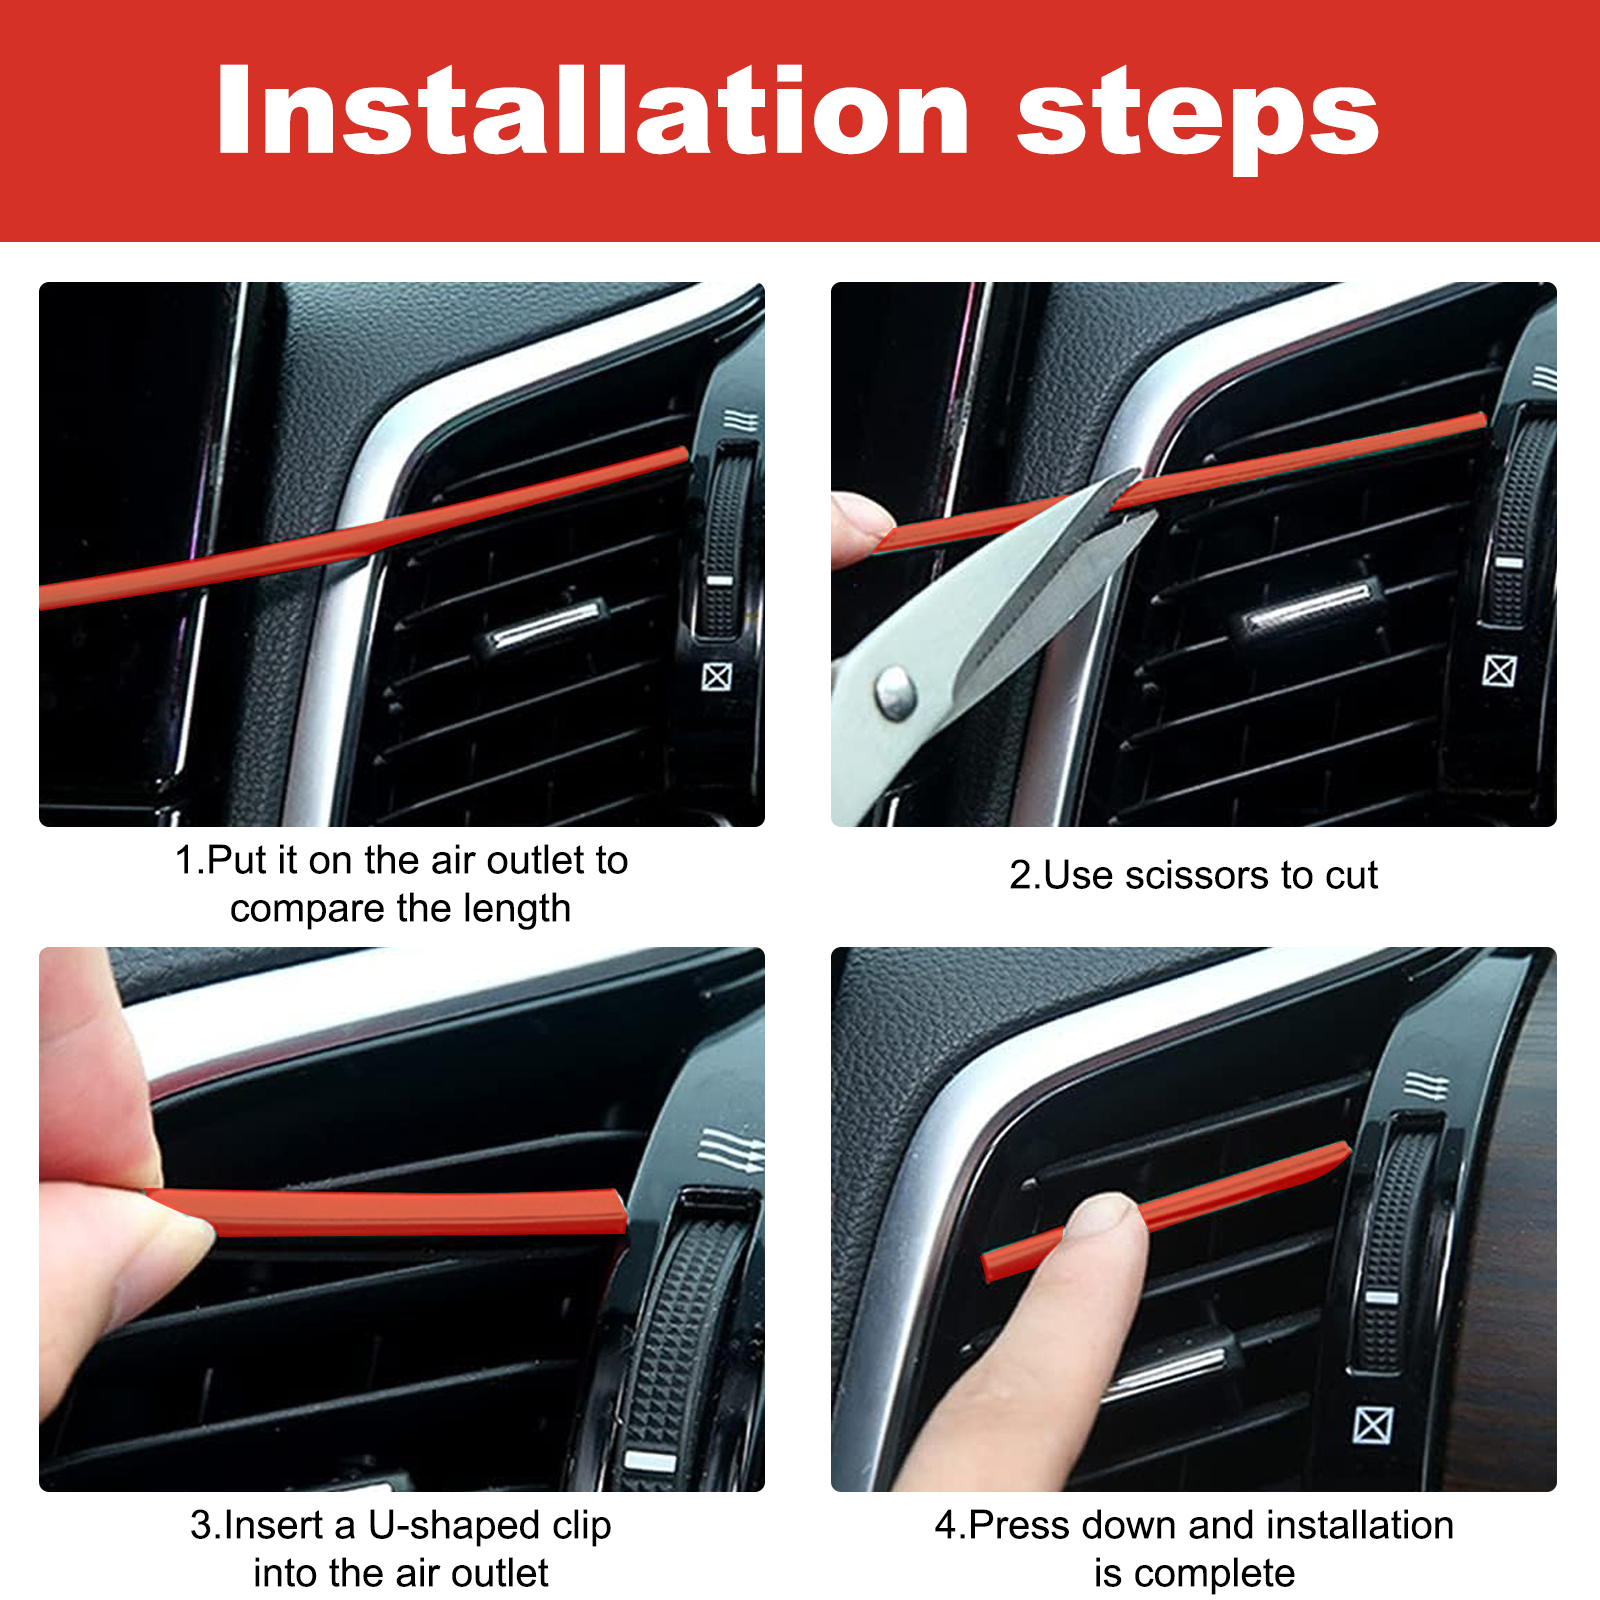 Installation steps
1.Put it on the air outlet to
compare the length
2.Use scissors to cut
3.Insert a U-shaped clip
into the air outlet
4.Press down and installation
is complete